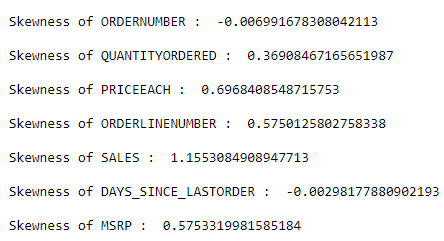 Skewness of ORDERNUMBER :  -0.006991678308042113
Skewness of QUANTITYORDERED :  0.36908467165651987
Skewness of PRICEEACH :  0.6968408548715753
Skewness of ORDERLINENUMBER :  0.5750125802758338
Skewness of SALES :  1.1553084908947713
Skewness of DAYS_SINCE_LASTORDER :  -0.00298177880902193
Skewness of MSRP :  0.5753319981585184